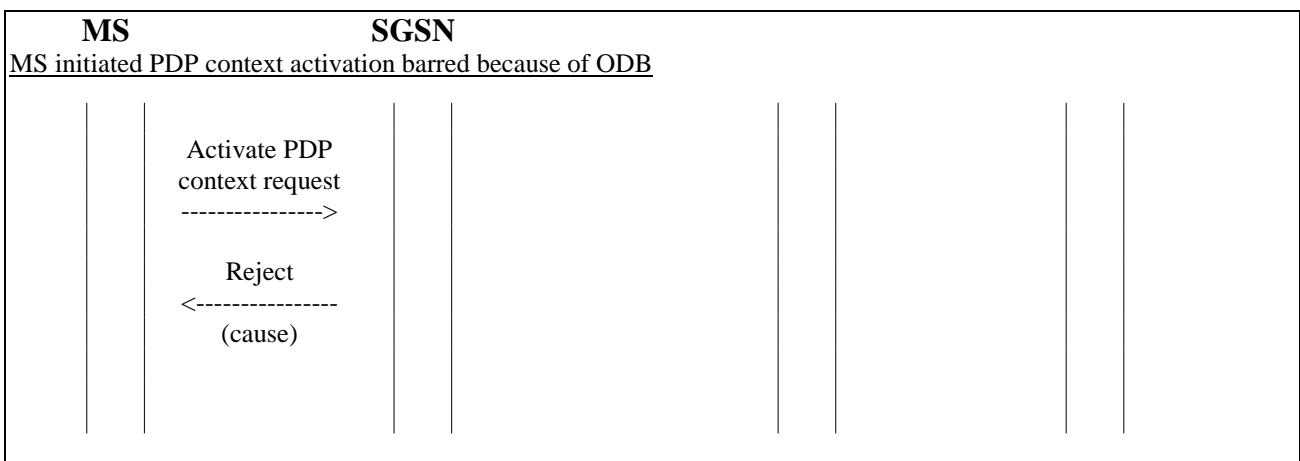 MS SGSN
MS initiated PDP context activation barred because of ODB
Activate PDP
context request
---------------->
Reject
<----------------
(cause)